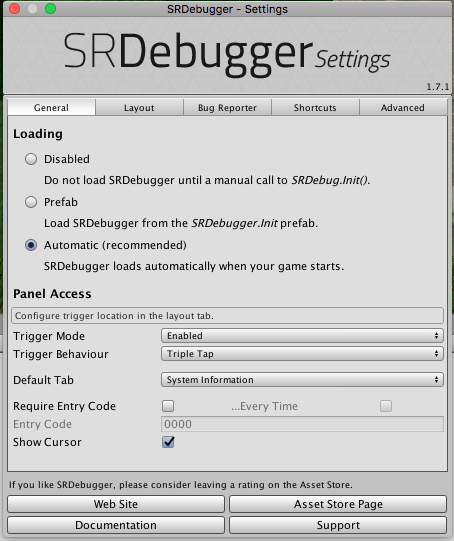 SRDebugger - Settings
SRDebugger Settings
1.7.1
General Layout Bug Reporter Shortcuts Advanced
Loading
Disabled
Do not load SRDebugger until a manual call to SRDebug.Init().
Prefab
Load SRDebugger from the SRDebugger.Init prefab.
Automatic (recommended)
SRDebugger loads automatically when your game starts.
Panel Access
Configure trigger location in the layout tab.
Trigger Mode Enabled
Trigger Behaviour Triple Tap
Default Tab System Information
Require Entry Code ...Every Time
Entry Code 0000
Show Cursor
If you like SRDebugger, please consider leaving a rating on the Asset Store.
Web Site Asset Store Page
Documentation Support